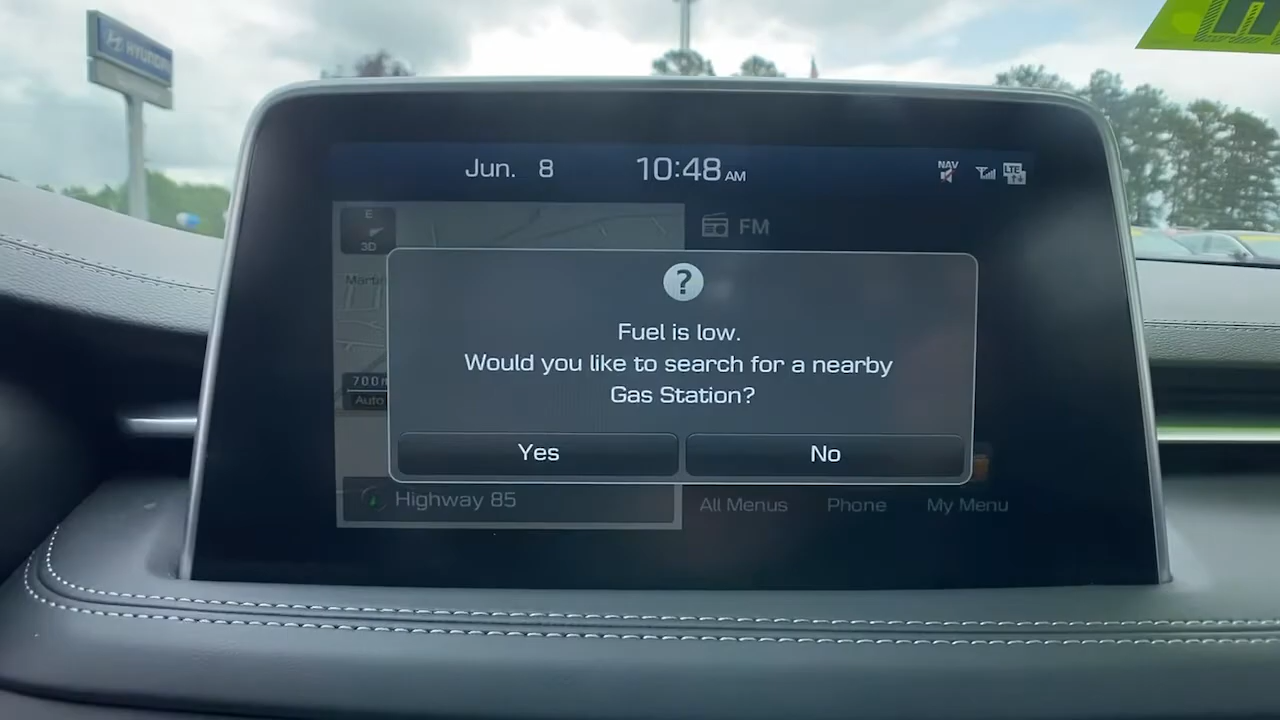 HYUNDAI
Jun. 8
10:48 AM
NAV
LTE
E
3D
FM
?
Fuel is low.
Would you like to search for a nearby
Gas Station?
Yes
No
Auto
Highway 85
All Menus
Phone
My Menu